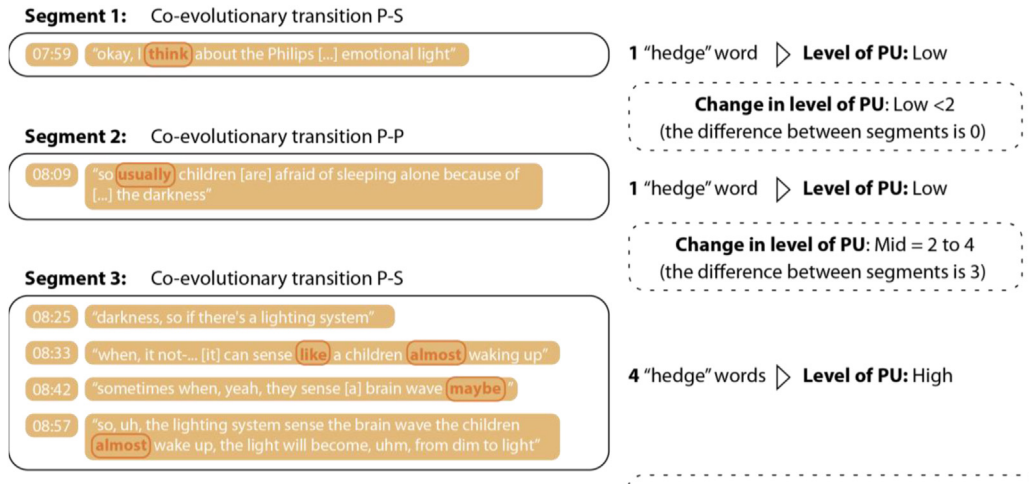 Segment 1: Co-evolutionary transition P-S
07:59 "okay, I think about the Philips [...] emotional light"
1 "hedge" word Level of PU: Low
Change in level of PU: Low <2
(the difference between segments is 0)
Segment 2: Co-evolutionary transition P-P
08:09 "so usually children [are] afraid of sleeping alone because of
[...] the darkness"
1 "hedge" word Level of PU: Low
Change in level of PU: Mid = 2 to 4
(the difference between segments is 3)
Segment 3: Co-evolutionary transition P-S
08:25 "darkness, so if there's a lighting system"
08:33 "when, it not-... [it] can sense like a children almost waking up"
08:42 "sometimes when, yeah, they sense [a] brain wave maybe"
08:57 "so, uh, the lighting system sense the brain wave the children
almost wake up, the light will become, uhm, from dim to light"
4 "hedge" words Level of PU: High